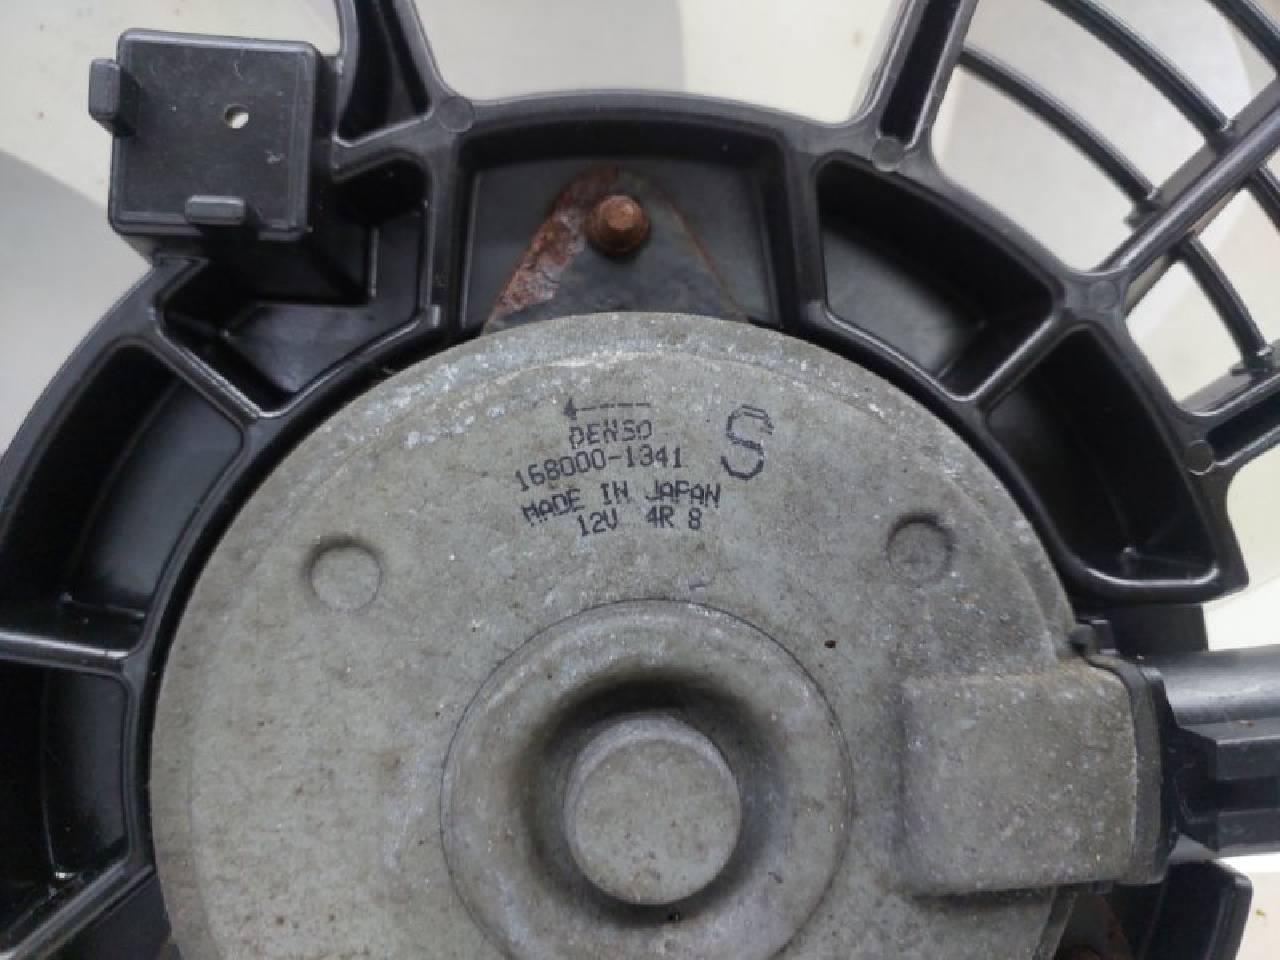 DENSO
S
168000-1341
MADE IN JAPAN
12V 4R 8